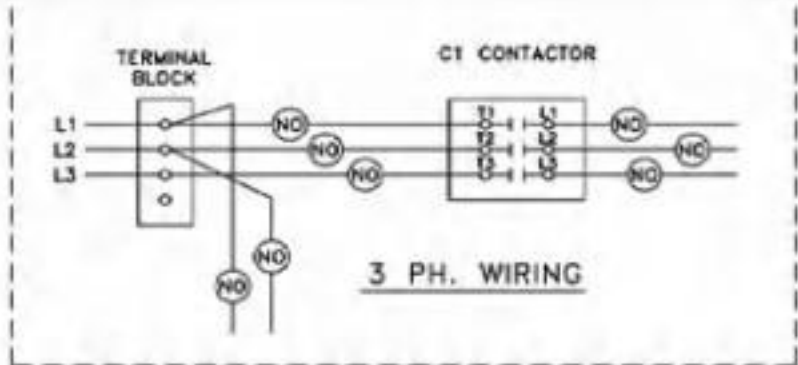 TERMINAL
BLOCK
C1 CONTACTOR
L1 NO T1 L1 NO
L2 NO T2 L2 NO
L3 NO T3 L3 NO
NO
NO
3 PH. WIRING